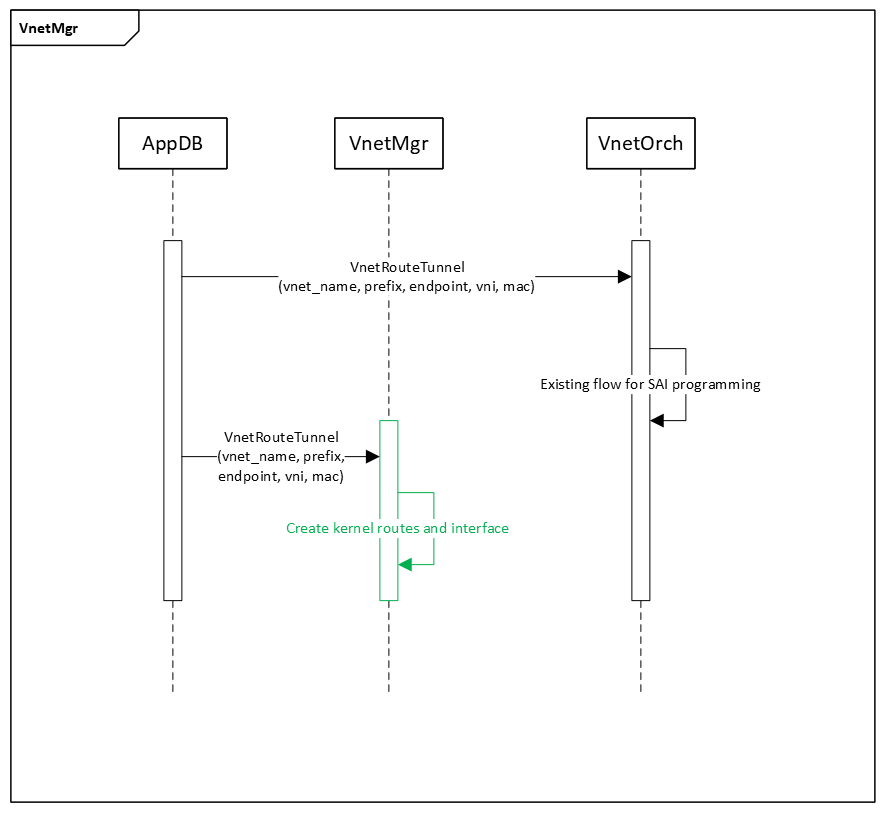 VnetMgr
AppDB
VnetMgr
VnetOrch
VnetRouteTunnel
(vnet_name, prefix, endpoint, vni, mac)
Existing flow for SAI programming
VnetRouteTunnel
(vnet_name, prefix,
endpoint, vni, mac)
Create kernel routes and interface